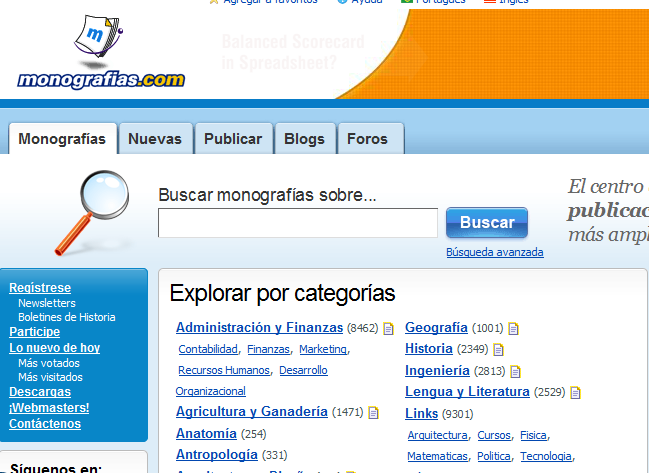 Agregar a favoritos Ayuda Português Inglés
m
monografias.com
Balanced Scorecard
in Spreadsheet?
Monografías Nuevas Publicar Blogs Foros
Buscar monografías sobre...
Buscar
Búsqueda avanzada
El centro
más
Regístrese
Newsletters
Boletines de Historia
Participe
Lo nuevo de hoy
Más votados
Más visitados
Descargas
¡Webmasters!
Contáctenos
Síguenos en:
Explorar por categorías
Administración y Finanzas (8462)
Contabilidad, Finanzas, Marketing,
Recursos Humanos, Desarrollo
Organizacional
Agricultura y Ganadería (1471)
Anatomía (254)
Antropología (331)
Geografía (1001)
Historia (2349)
Ingeniería (2813)
Lengua y Literatura (2529)
Links (9301)
Arquitectura, Cursos, Fisica,
Matematicas, Politica, Tecnologia,